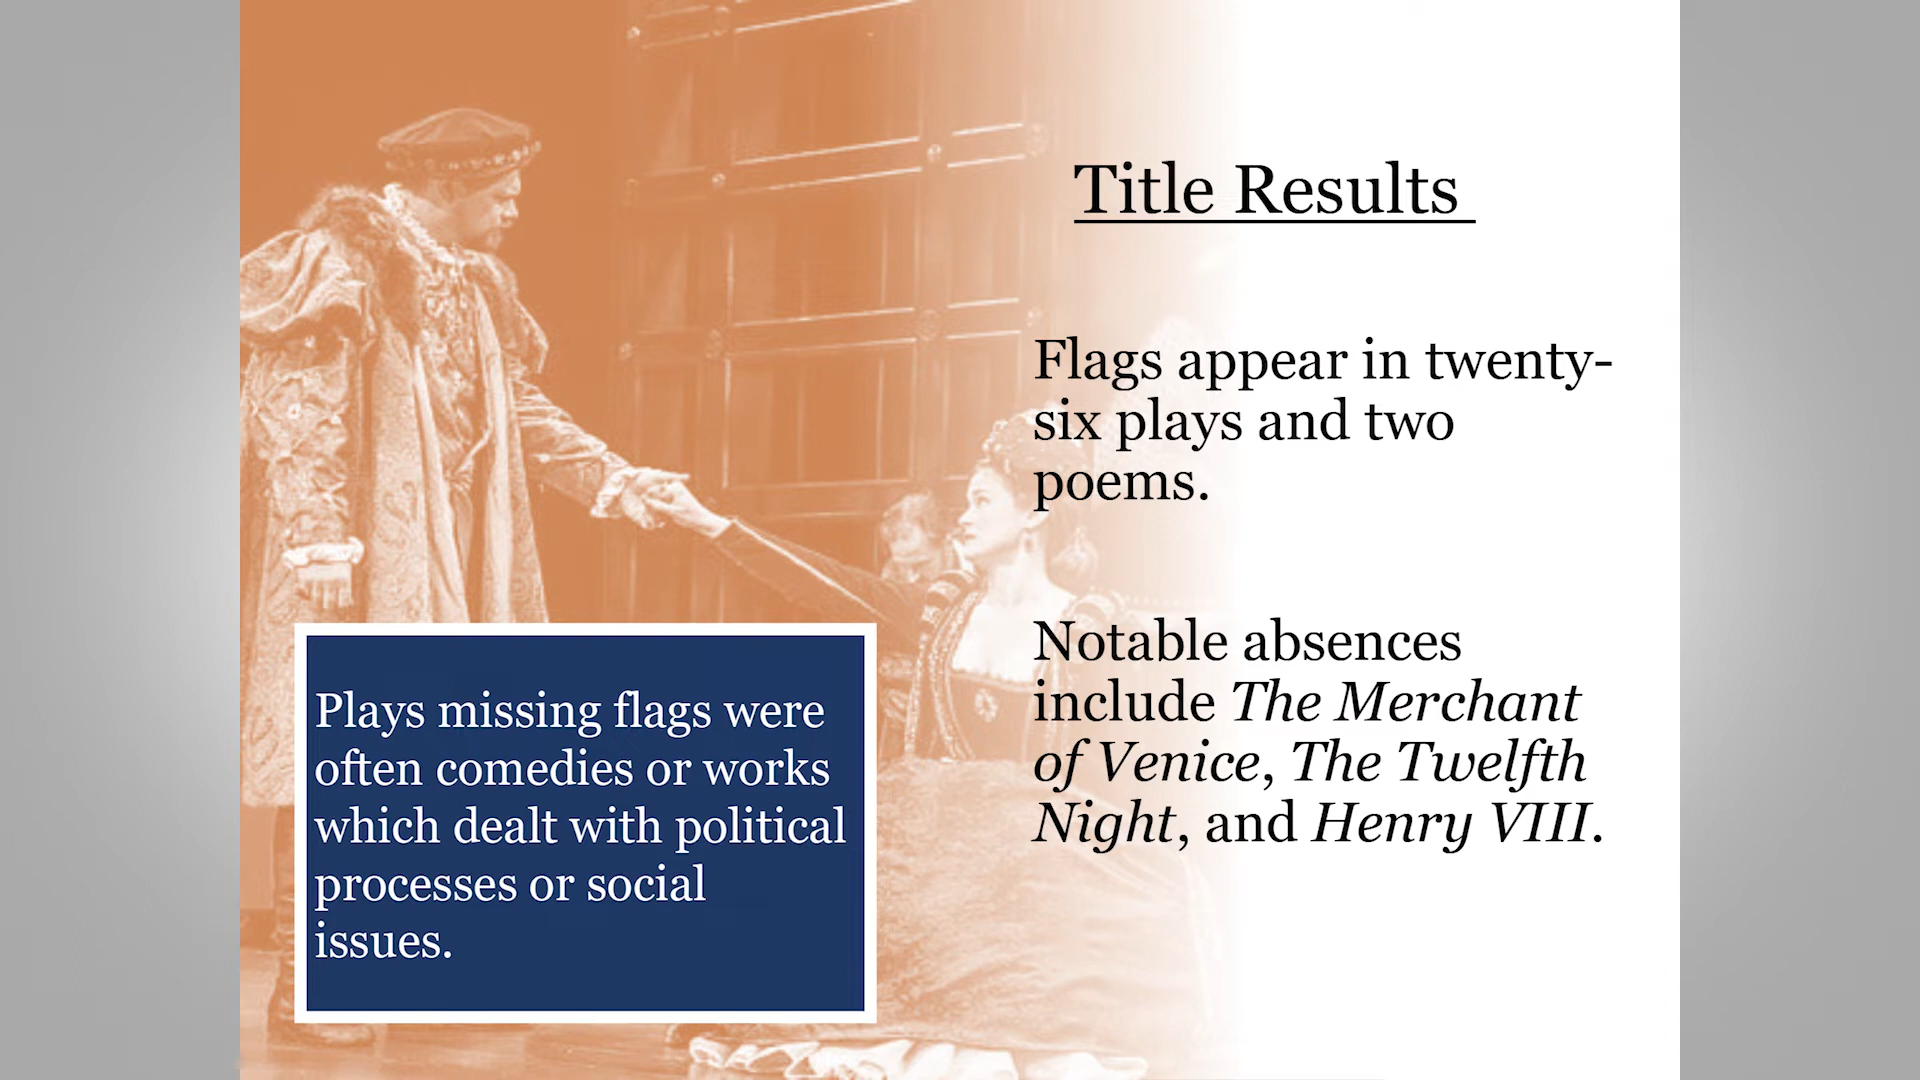 Title Results
Flags appear in twenty-
six plays and two
poems.
Notable absences
include The Merchant
of Venice, The Twelfth
Night, and Henry VIII.
Plays missing flags were
often comedies or works
which dealt with political
processes or social
issues.